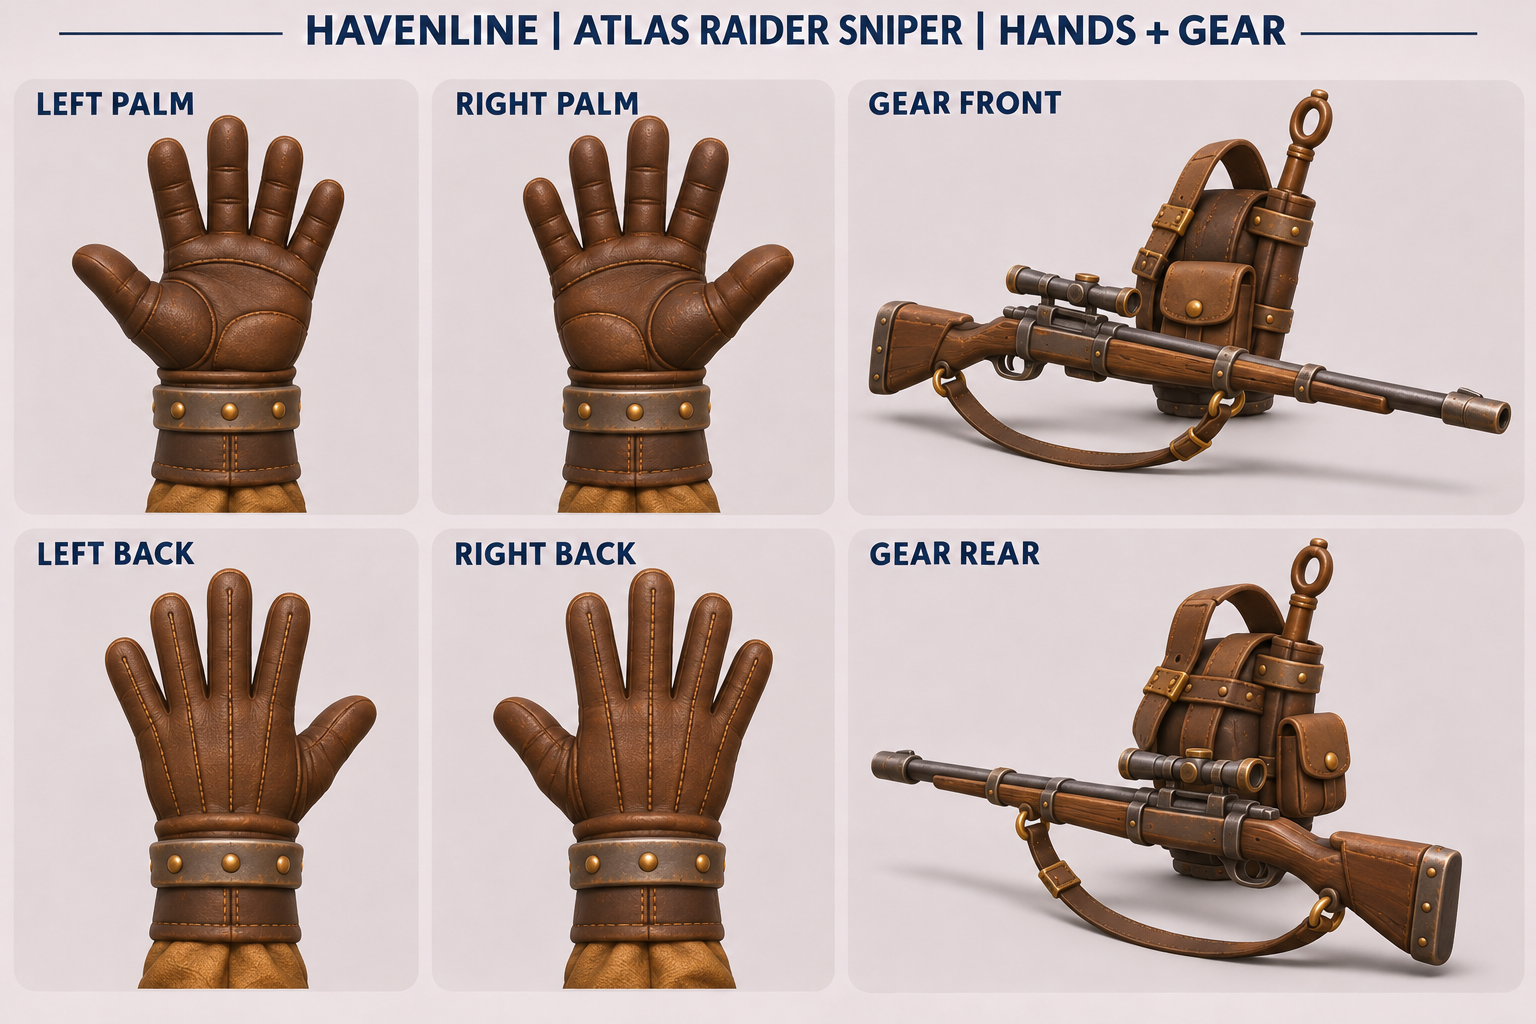 HAVENLINE | ATLAS RAIDER SNIPER | HANDS + GEAR
LEFT PALM
RIGHT PALM
GEAR FRONT
LEFT BACK
RIGHT BACK
GEAR REAR